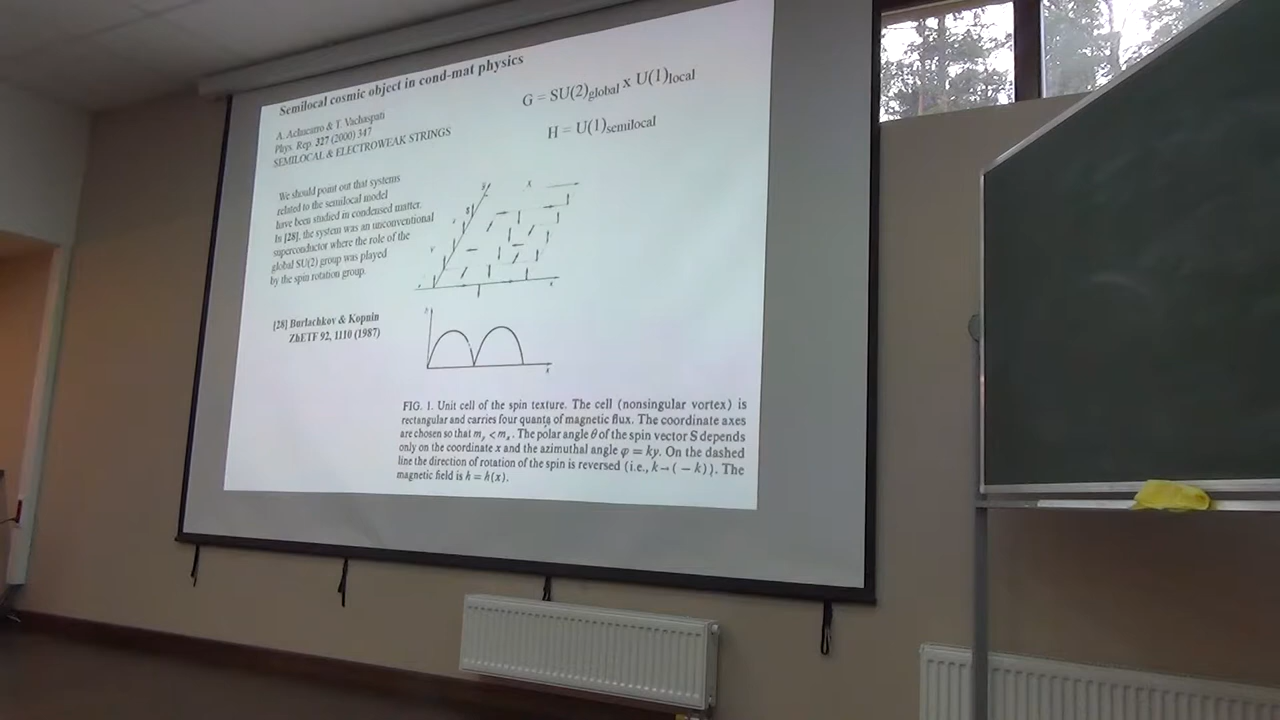 Semilocal cosmic object in cond-mat physics
A. Achucarro & T. Vachaspati
Phys. Rep. 327 (2000) 347
SEMILOCAL & ELECTROWEAK STRINGS
G = SU(2)global x U(1)local
H = U(1)semilocal
We should point out that systems
related to the semilocal model
have been studied in condensed matter.
In [28], the system was an unconventional
superconductor where the role of the
global SU(2) group was played
by the spin rotation group.
[28] Burlachkov & Kopnin
ZhETF 92, 1110 (1987)
FIG. 1. Unit cell of the spin texture. The cell (nonsingular vortex) is
rectangular and carries four quanta of magnetic flux. The coordinate axes
are chosen so that The polar angle θ of the spin vector S depends
only on the coordinate x and the azimuthal angle φ = ky. On the dashed
line the direction of rotation of the spin is reversed (i.e., k→(−k)). The
magnetic field is h = h(x).